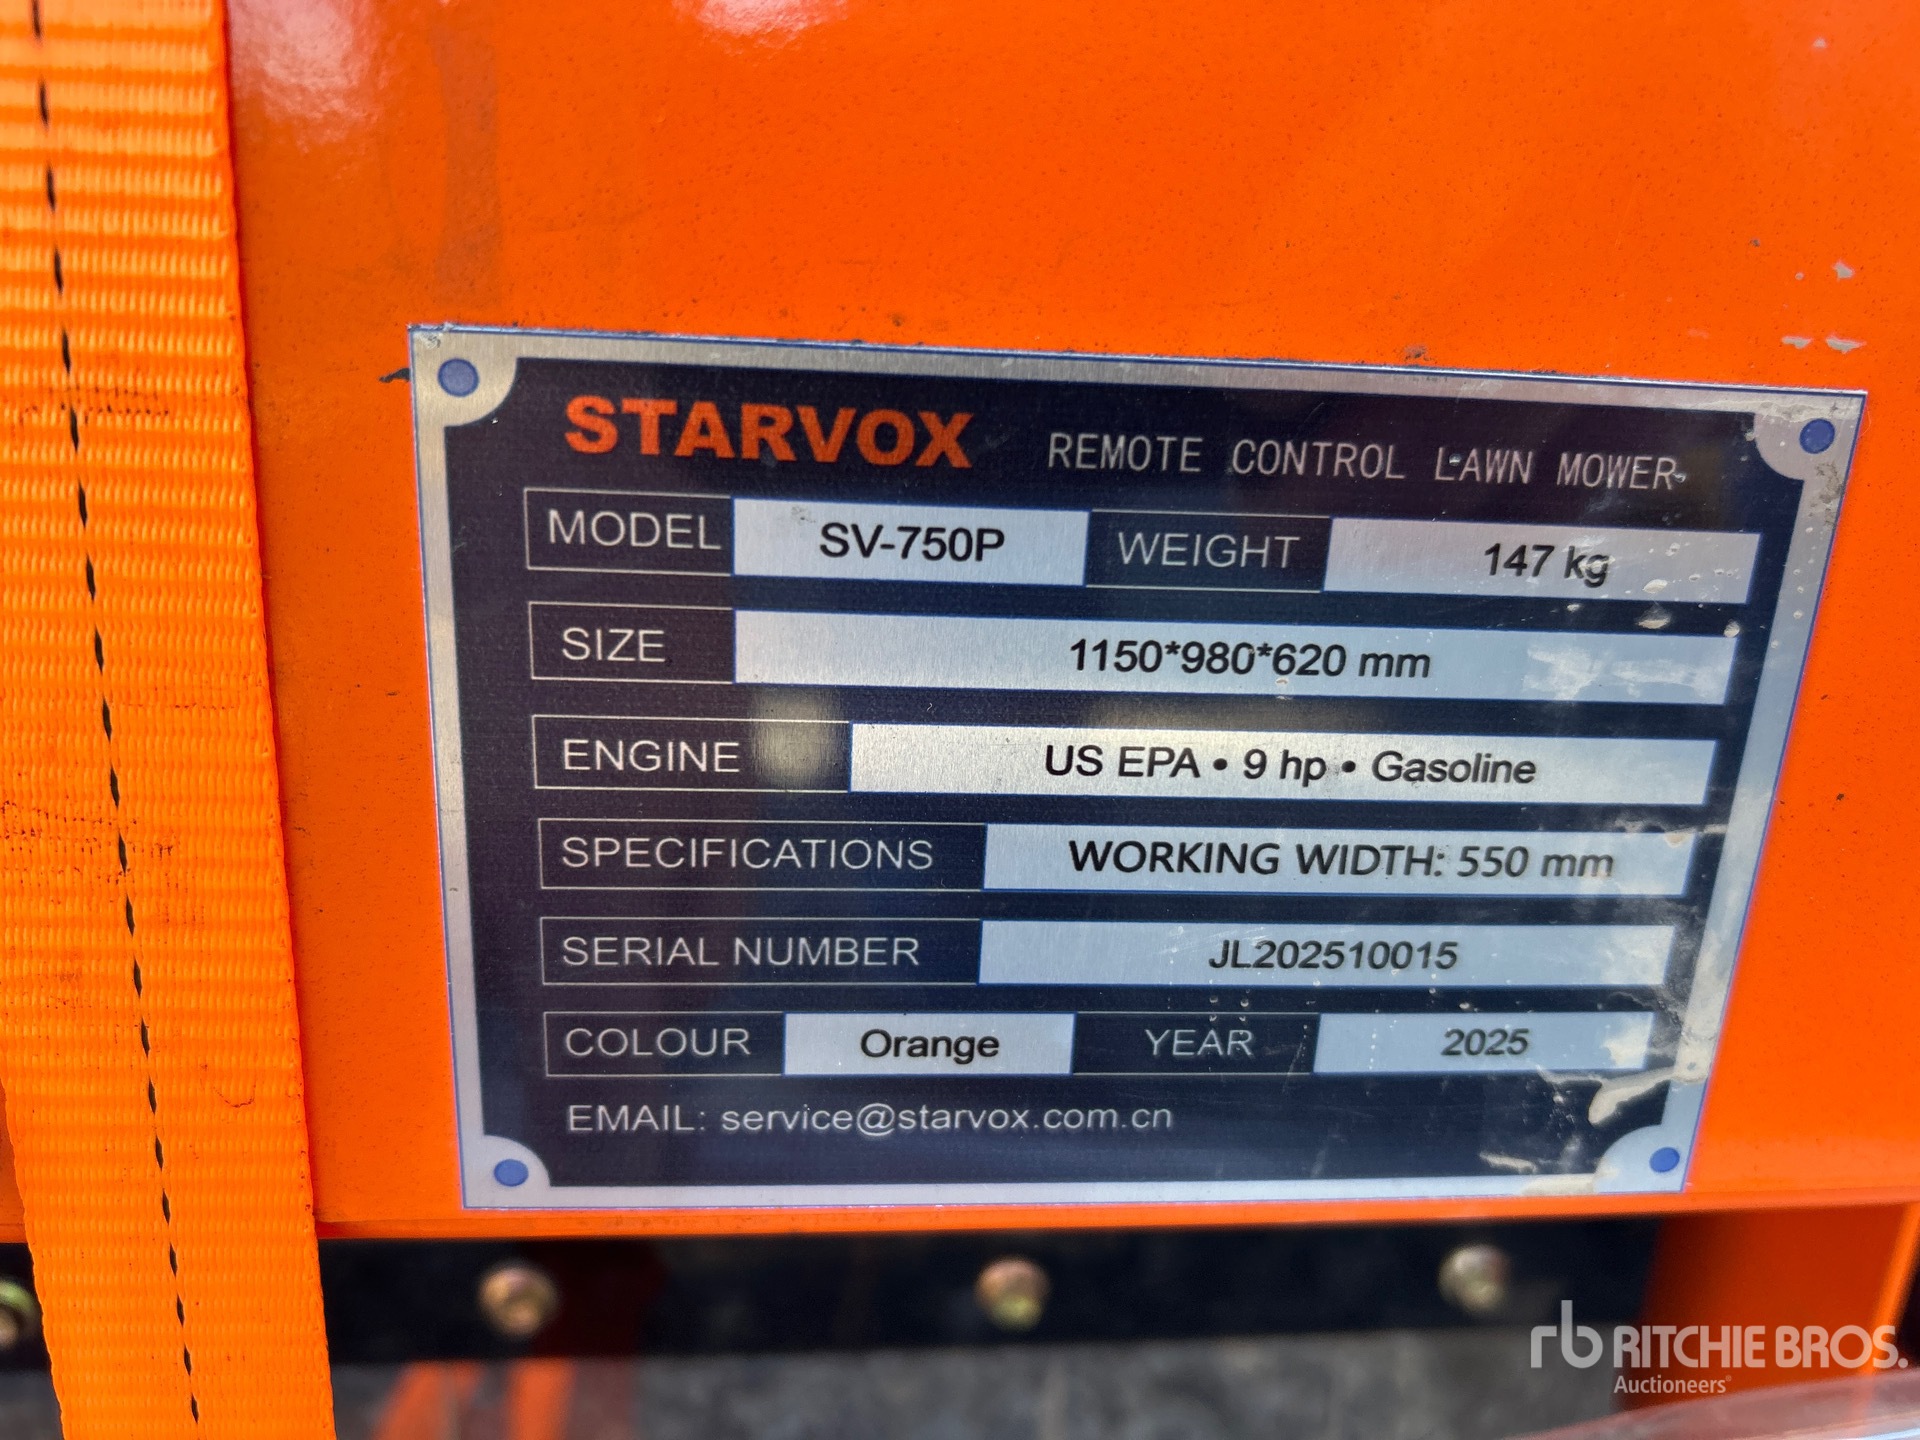 STARVOX REMOTE CONTROL LAWN MOWER
MODEL SV-750P WEIGHT 147 kg
SIZE 1150*980*620 mm
ENGINE US EPA • 9 hp • Gasoline
SPECIFICATIONS WORKING WIDTH: 550 mm
SERIAL NUMBER JL202510015
COLOUR Orange YEAR 2025
EMAIL: service@starvox.com.cn
rb RITCHIE BROS.
Auctioneers